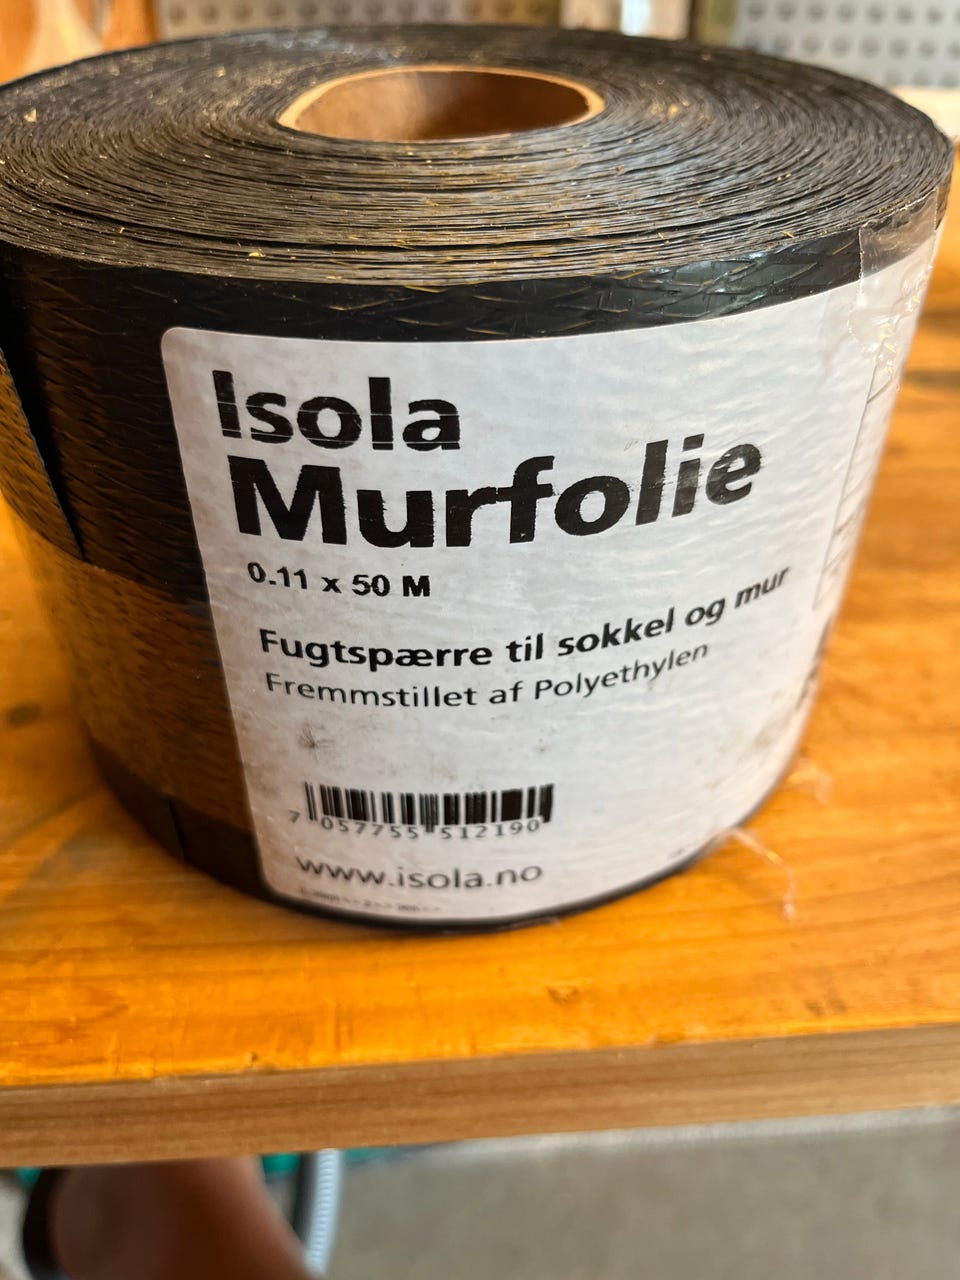 Isola
Murfolie
0.11 x 50 M
Fugtspærre til sokkel og mur
Fremmstillet af Polyethylen
7 057755 512190
www.isola.no